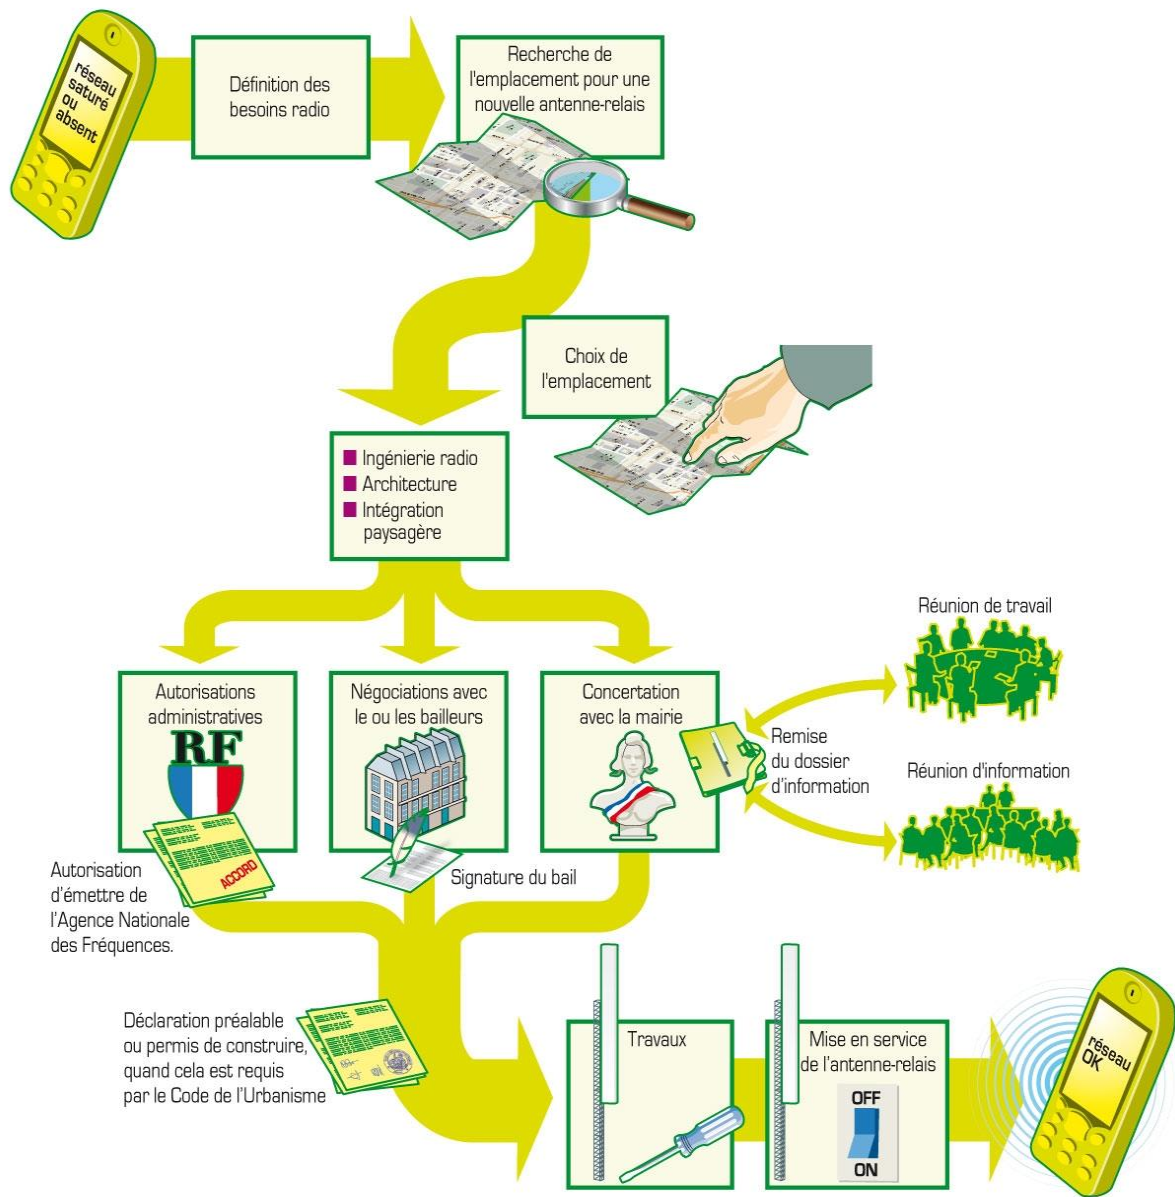 réseau
saturé
ou
absent
Définition des
besoins radio
Recherche de
l'emplacement pour une
nouvelle antenne-relais
Choix de
l'emplacement
Ingénierie radio
Architecture
Intégration
paysagère
Autorisations
administratives
RF
ACCORD
Autorisation
d'émettre de
l'Agence Nationale
des Fréquences.
Négociations avec
le ou les bailleurs
Signature du bail
Concertation
avec la mairie
Remise
du dossier
d'information
Réunion de travail
Réunion d'information
Déclaration préalable
ou permis de construire,
quand cela est requis
par le Code de l'Urbanisme
Travaux
Mise en service
de l'antenne-relais
OFF
ON
réseau
OK